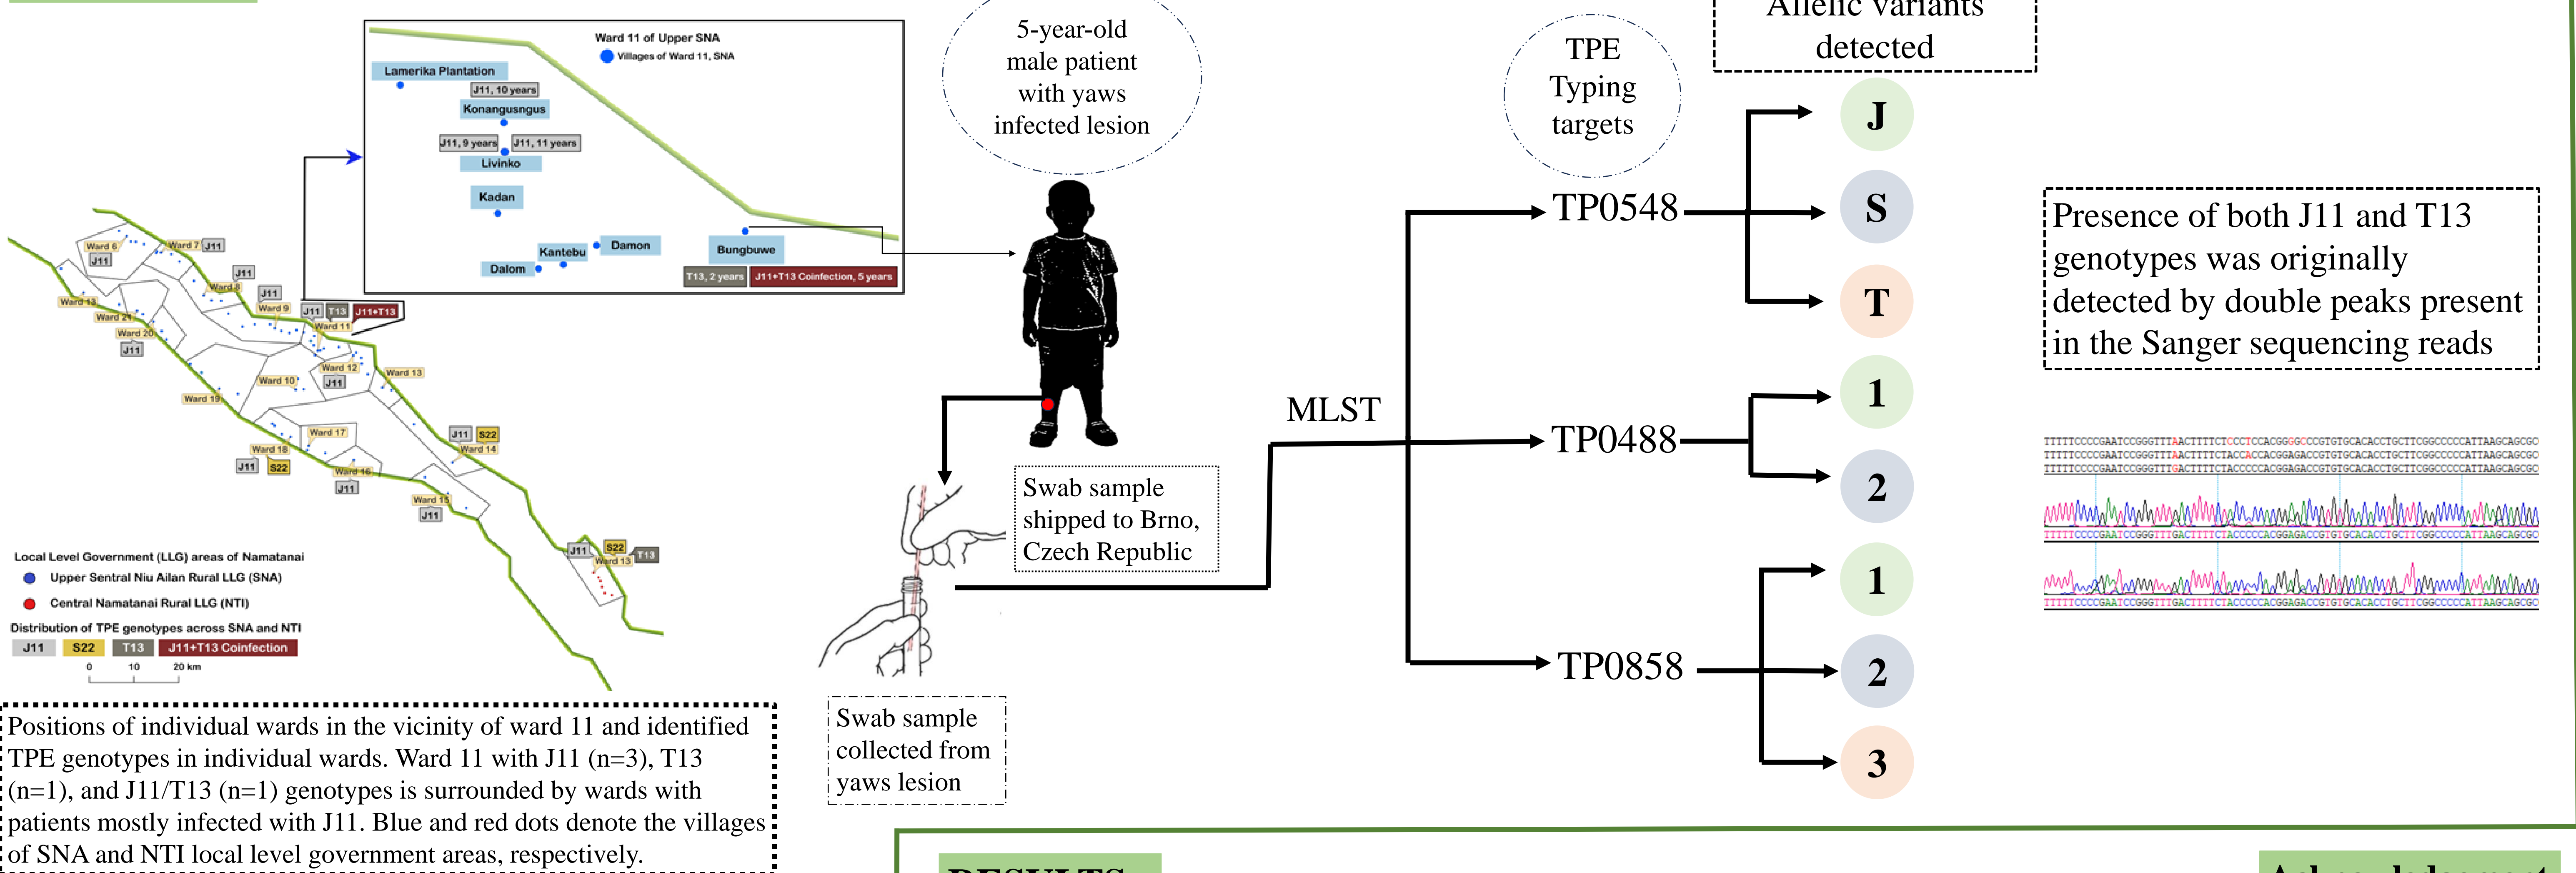 Ward 11 of Upper SNA
Villages of Ward 11, SNA
Lamerika Plantation
J11, 10 years
Konangusngus
J11, 9 years
J11, 11 years
Livinko
Kadan
Damon
Kantebu
Dalom
Bungbuwe
T13, 2 years
J11+T13 Coinfection, 5 years
Ward 6
J11
Ward 7
J11
J11
Ward 8
J11
Ward 9
J11
T13
J11+T13
Ward 11
Ward 13
Ward 21
Ward 20
J11
Ward 12
J11
Ward 10
Ward 13
Ward 19
Ward 17
Ward 18
J11
S22
J11
S22
Ward 14
Ward 16
J11
Ward 15
J11
J11
S22
T13
Ward 13
Local Level Government (LLG) areas of Namatanai
Upper Sentral Niu Ailan Rural LLG (SNA)
Central Namatanai Rural LLG (NTI)
Distribution of TPE genotypes across SNA and NTI
J11
S22
T13
J11+T13 Coinfection
0
10
20 km
Positions of individual wards in the vicinity of ward 11 and identified
TPE genotypes in individual wards. Ward 11 with J11 (n=3), T13
(n=1), and J11/T13 (n=1) genotypes is surrounded by wards with
patients mostly infected with J11. Blue and red dots denote the villages
of SNA and NTI local level government areas, respectively.
5-year-old
male patient
with yaws
infected lesion
Swab sample
shipped to Brno,
Czech Republic
Swab sample
collected from
yaws lesion
MLST
TPE
Typing
targets
TP0548
TP0488
TP0858
Allelic variants
detected
J
S
T
1
2
1
2
3
Presence of both J11 and T13
genotypes was originally
detected by double peaks present
in the Sanger sequencing reads
RESULTS